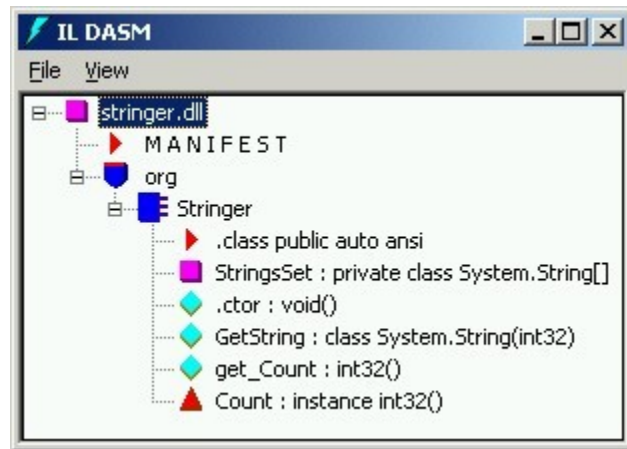 IL DASM
File View
stringer.dll
M A N I F E S T
org
Stringer
.class public auto ansi
StringsSet : private class System.String[]
.ctor : void()
GetString : class System.String(int32)
get_Count : int32()
Count : instance int32()